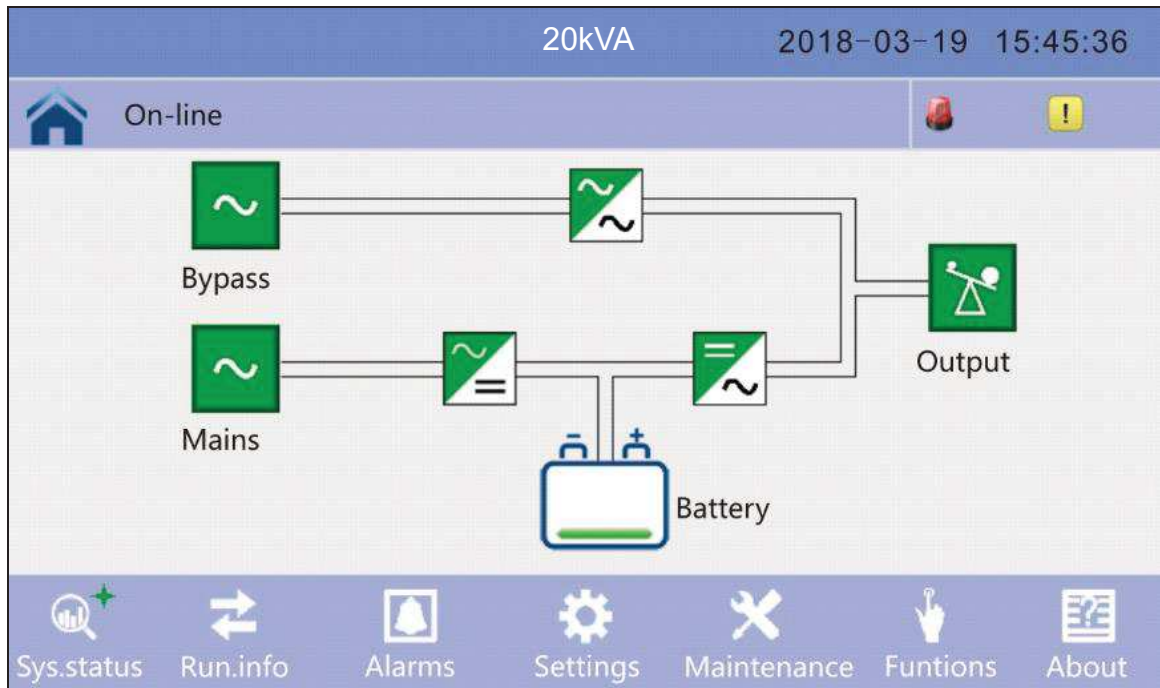 20kVA 2018-03-19 15:45:36
On-line
!
Bypass
Output
Mains
- +
Battery
Sys.status Run.info Alarms Settings Maintenance Funtions About